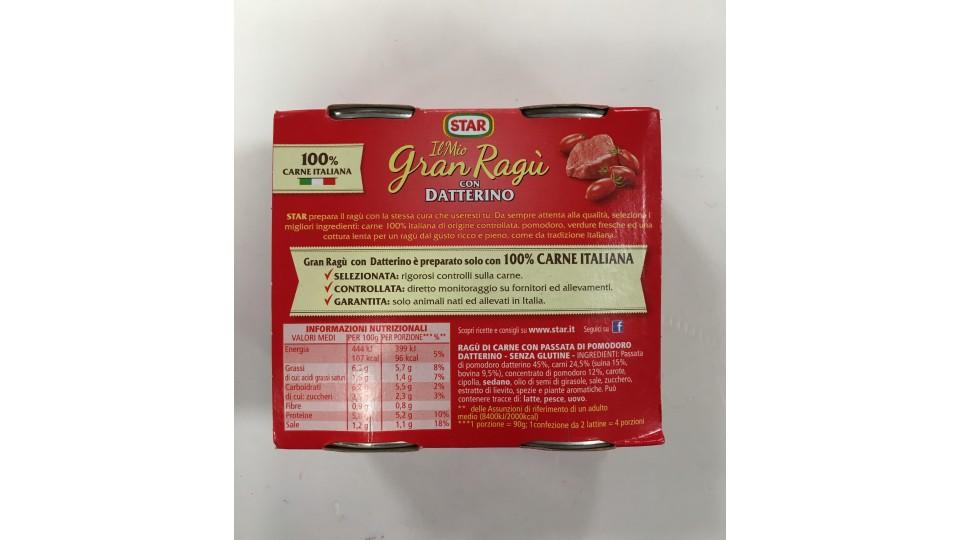 STAR
Il Mio
Gran Ragù
CON
DATTERINO
100%
CARNE ITALIANA
STAR prepara il ragù con la stessa cura che useresti tu. Da sempre attenta alla qualità, seleziona i
migliori ingredienti: carne 100% italiana di origine controllata, pomodoro, verdure fresche ed una
cottura lenta per un ragù dal gusto ricco e pieno, come da tradizione italiana.
Gran Ragù con Datterino è preparato solo con 100% CARNE ITALIANA
✓ SELEZIONATA: rigorosi controlli sulla carne.
✓ CONTROLLATA: diretto monitoraggio su fornitori ed allevamenti.
✓ GARANTITA: solo animali nati ed allevati in Italia.
INFORMAZIONI NUTRIZIONALI
VALORI MEDI PER 100g PER PORZIONE*** %**
Energia 444 kJ 399 kJ
107 kcal 96 kcal 5%
Grassi 5,7 g 8%
di cui: acidi grassi saturi 1,4 g 7%
Carboidrati 5,5 g 2%
di cui: zuccheri 2,3 g 3%
Fibre 0,9 g 0,8 g
Proteine 5,2 g 10%
Sale 1,2 g 1,1 g 18%
Scopri ricette e consigli su www.star.it Seguici su f
RAGÙ DI CARNE CON PASSATA DI POMODORO
DATTERINO - SENZA GLUTINE - INGREDIENTI: Passata
di pomodoro datterino 45%, carni 24,5% (suina 15%,
bovina 9,5%), concentrato di pomodoro 12%, carote,
cipolla, sedano, olio di semi di girasole, sale, zucchero,
estratto di lievito, spezie e piante aromatiche. Può
contenere tracce di: latte, pesce, uovo.
** delle Assunzioni di riferimento di un adulto
medio (8400kJ/2000kcal)
***1 porzione = 90g; 1confezione da 2 lattine = 4 porzioni